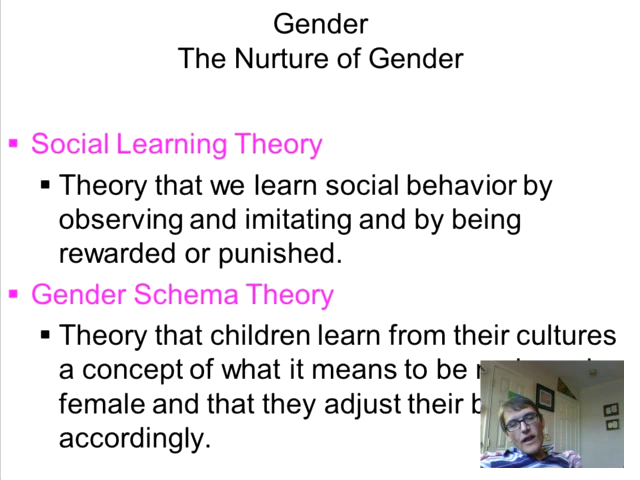 Gender
The Nurture of Gender
▪ Social Learning Theory
▪ Theory that we learn social behavior by
observing and imitating and by being
rewarded or punished.
▪ Gender Schema Theory
▪ Theory that children learn from their cultures
a concept of what it means to be
female and that they adjust their
accordingly.